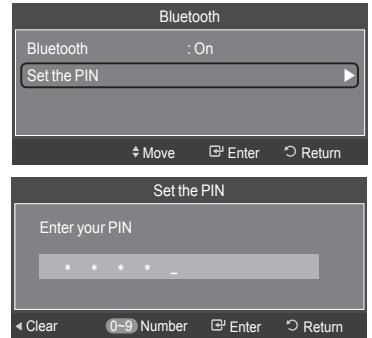 Bluetooth
Bluetooth : On
Set the PIN ▶
Move Enter Return
Set the PIN
Enter your PIN
* * * * _
Clear 0~9 Number Enter Return